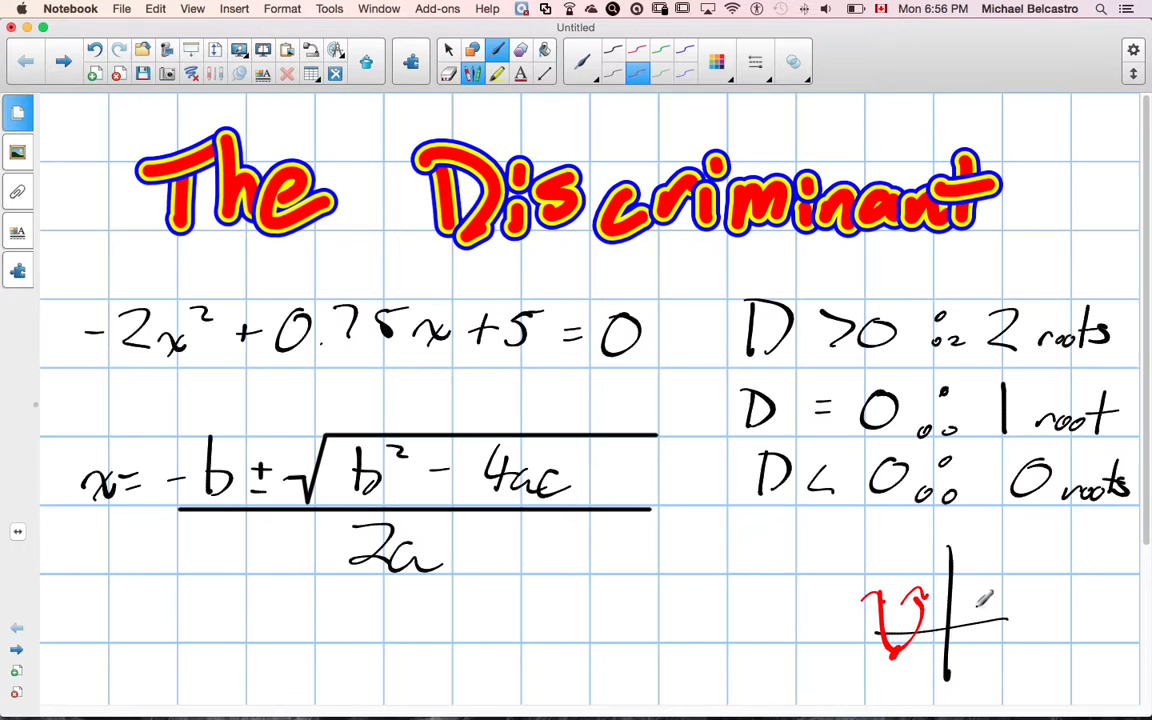 Notebook File Edit View Insert Format Tools Window Add-ons Help Mon 6:56 PM Michael Belcastro
Untitled
The Discriminant
-2x² + 0.75x + 5 = 0
D > 0 ∴ 2 roots
D = 0 ∴ 1 root
x = -b ± √b² - 4ac
2a
D < 0 ∴ 0 roots